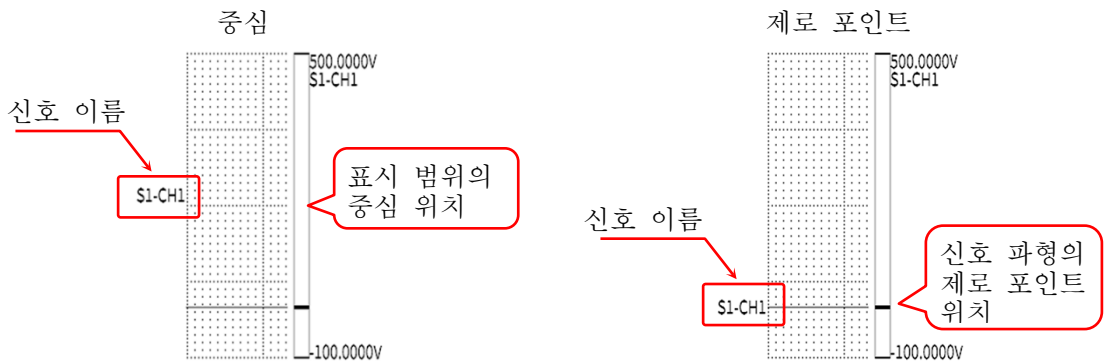 중심
500.0000V
S1-CH1
신호 이름
S1-CH1
표시 범위의
중심 위치
-100.0000V
제로 포인트
500.0000V
S1-CH1
신호 이름
S1-CH1
신호 파형의
제로 포인트
위치
-100.0000V